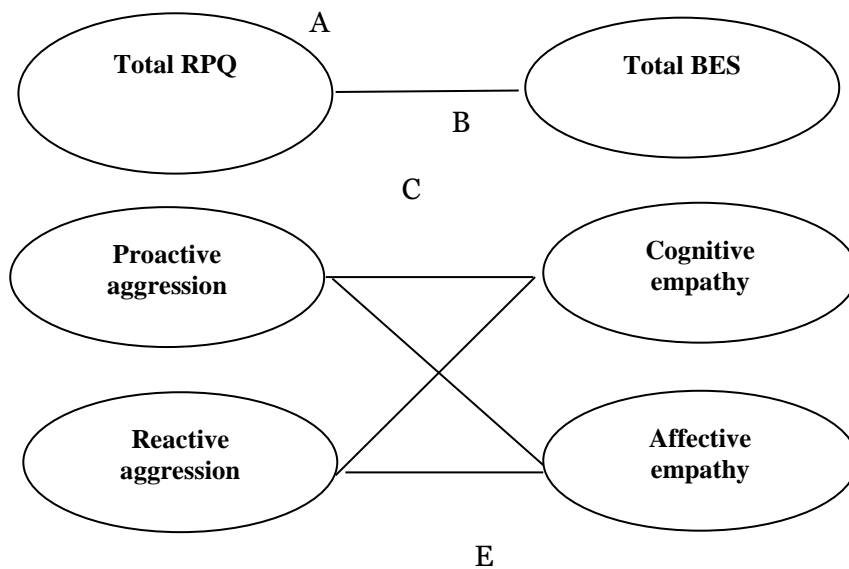 A
Total RPQ
Total BES
B
C
Proactive
aggression
Cognitive
empathy
Reactive
aggression
Affective
empathy
E